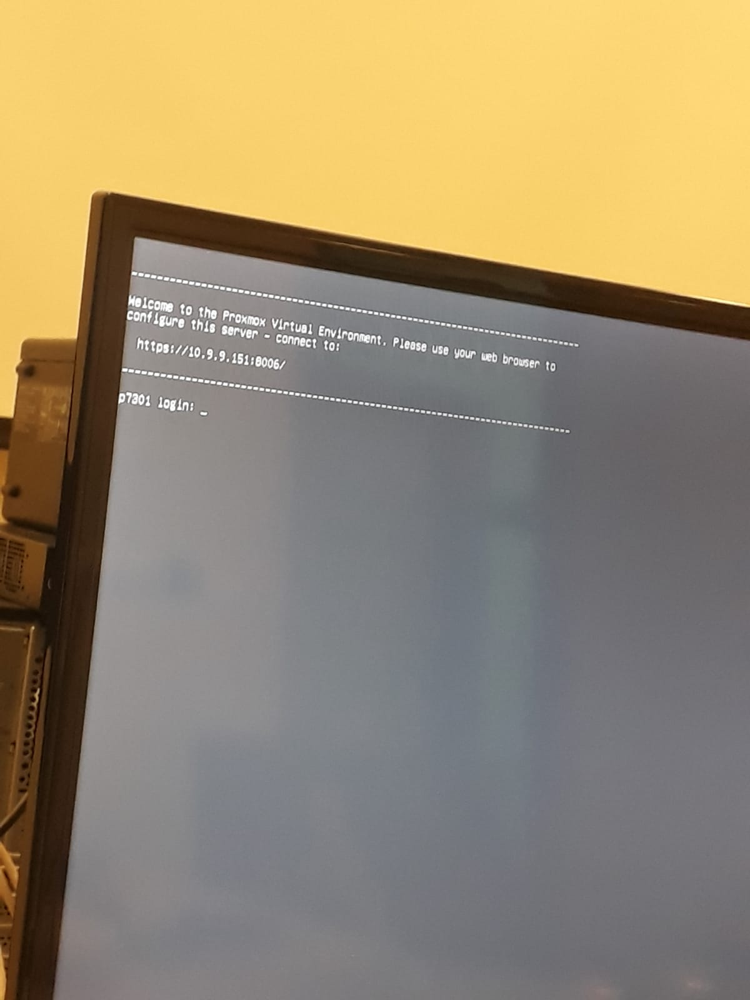 --------------------------------------------------------------------------------
Welcome to the Proxmox Virtual Environment. Please use your web browser to
configure this server - connect to:
https://10.9.9.151:8006/
--------------------------------------------------------------------------------
p7301 login: _